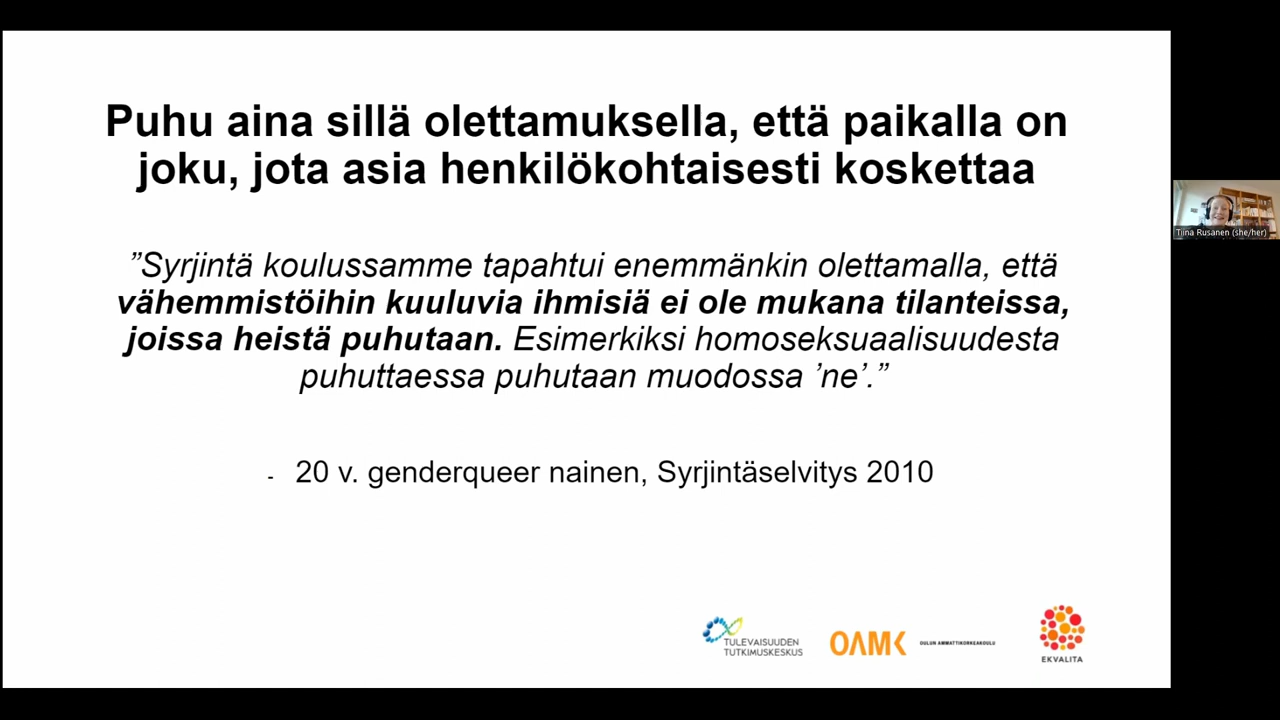 Puhu aina sillä olettamuksella, että paikalla on
joku, jota asia henkilökohtaisesti koskettaa
”Syrjintä koulussamme tapahtui enemmänkin olettamalla, että
vähemmistöihin kuuluvia ihmisiä ei ole mukana tilanteissa,
joissa heistä puhutaan. Esimerkiksi homoseksuaalisuudesta
puhuttaessa puhutaan muodossa ’ne’.”
- 20 v. genderqueer nainen, Syrjintäselvitys 2010
Tiina Rusanen (she/her)
TULEVAISUUDEN
TUTKIMUSKESKUS
OAMK
OULUN AMMATTIKORKEAKOULU
EKVALITA